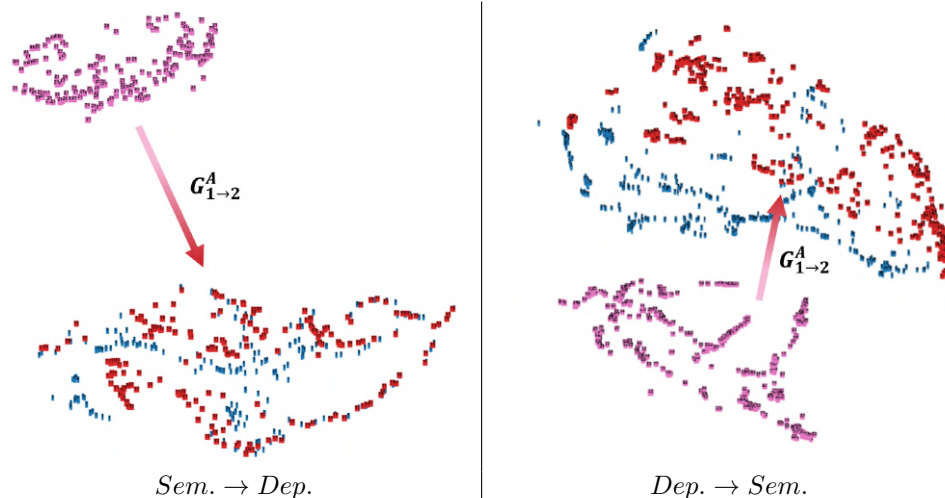 G^A_{1→2}
G^A_{1→2}
Sem. → Dep.
Dep. → Sem.